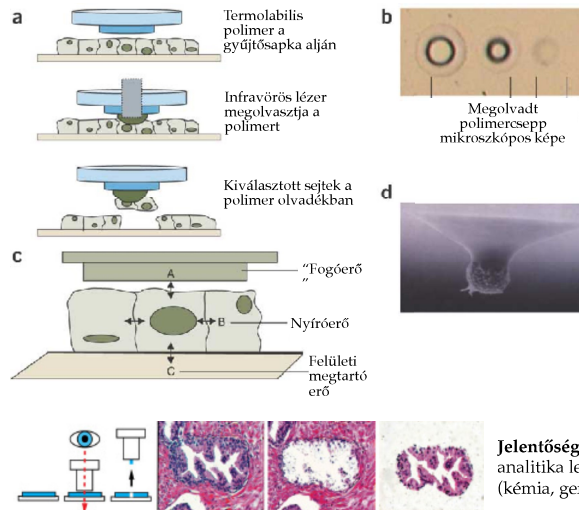 a
Termolabilis
polimer a
gyűjtősapka alján
Infravörös lézer
megolvasztja a
polimert
Kiválasztott sejtek a
polimer olvadékban
b
Megolvadt
polimercsepp
mikroszkópos képe
c
A
B
C
“Fogóerő
”
Nyíróerő
Felületi
megtartó
erő
d
Jelentőség
analitika le
(kémia, ge